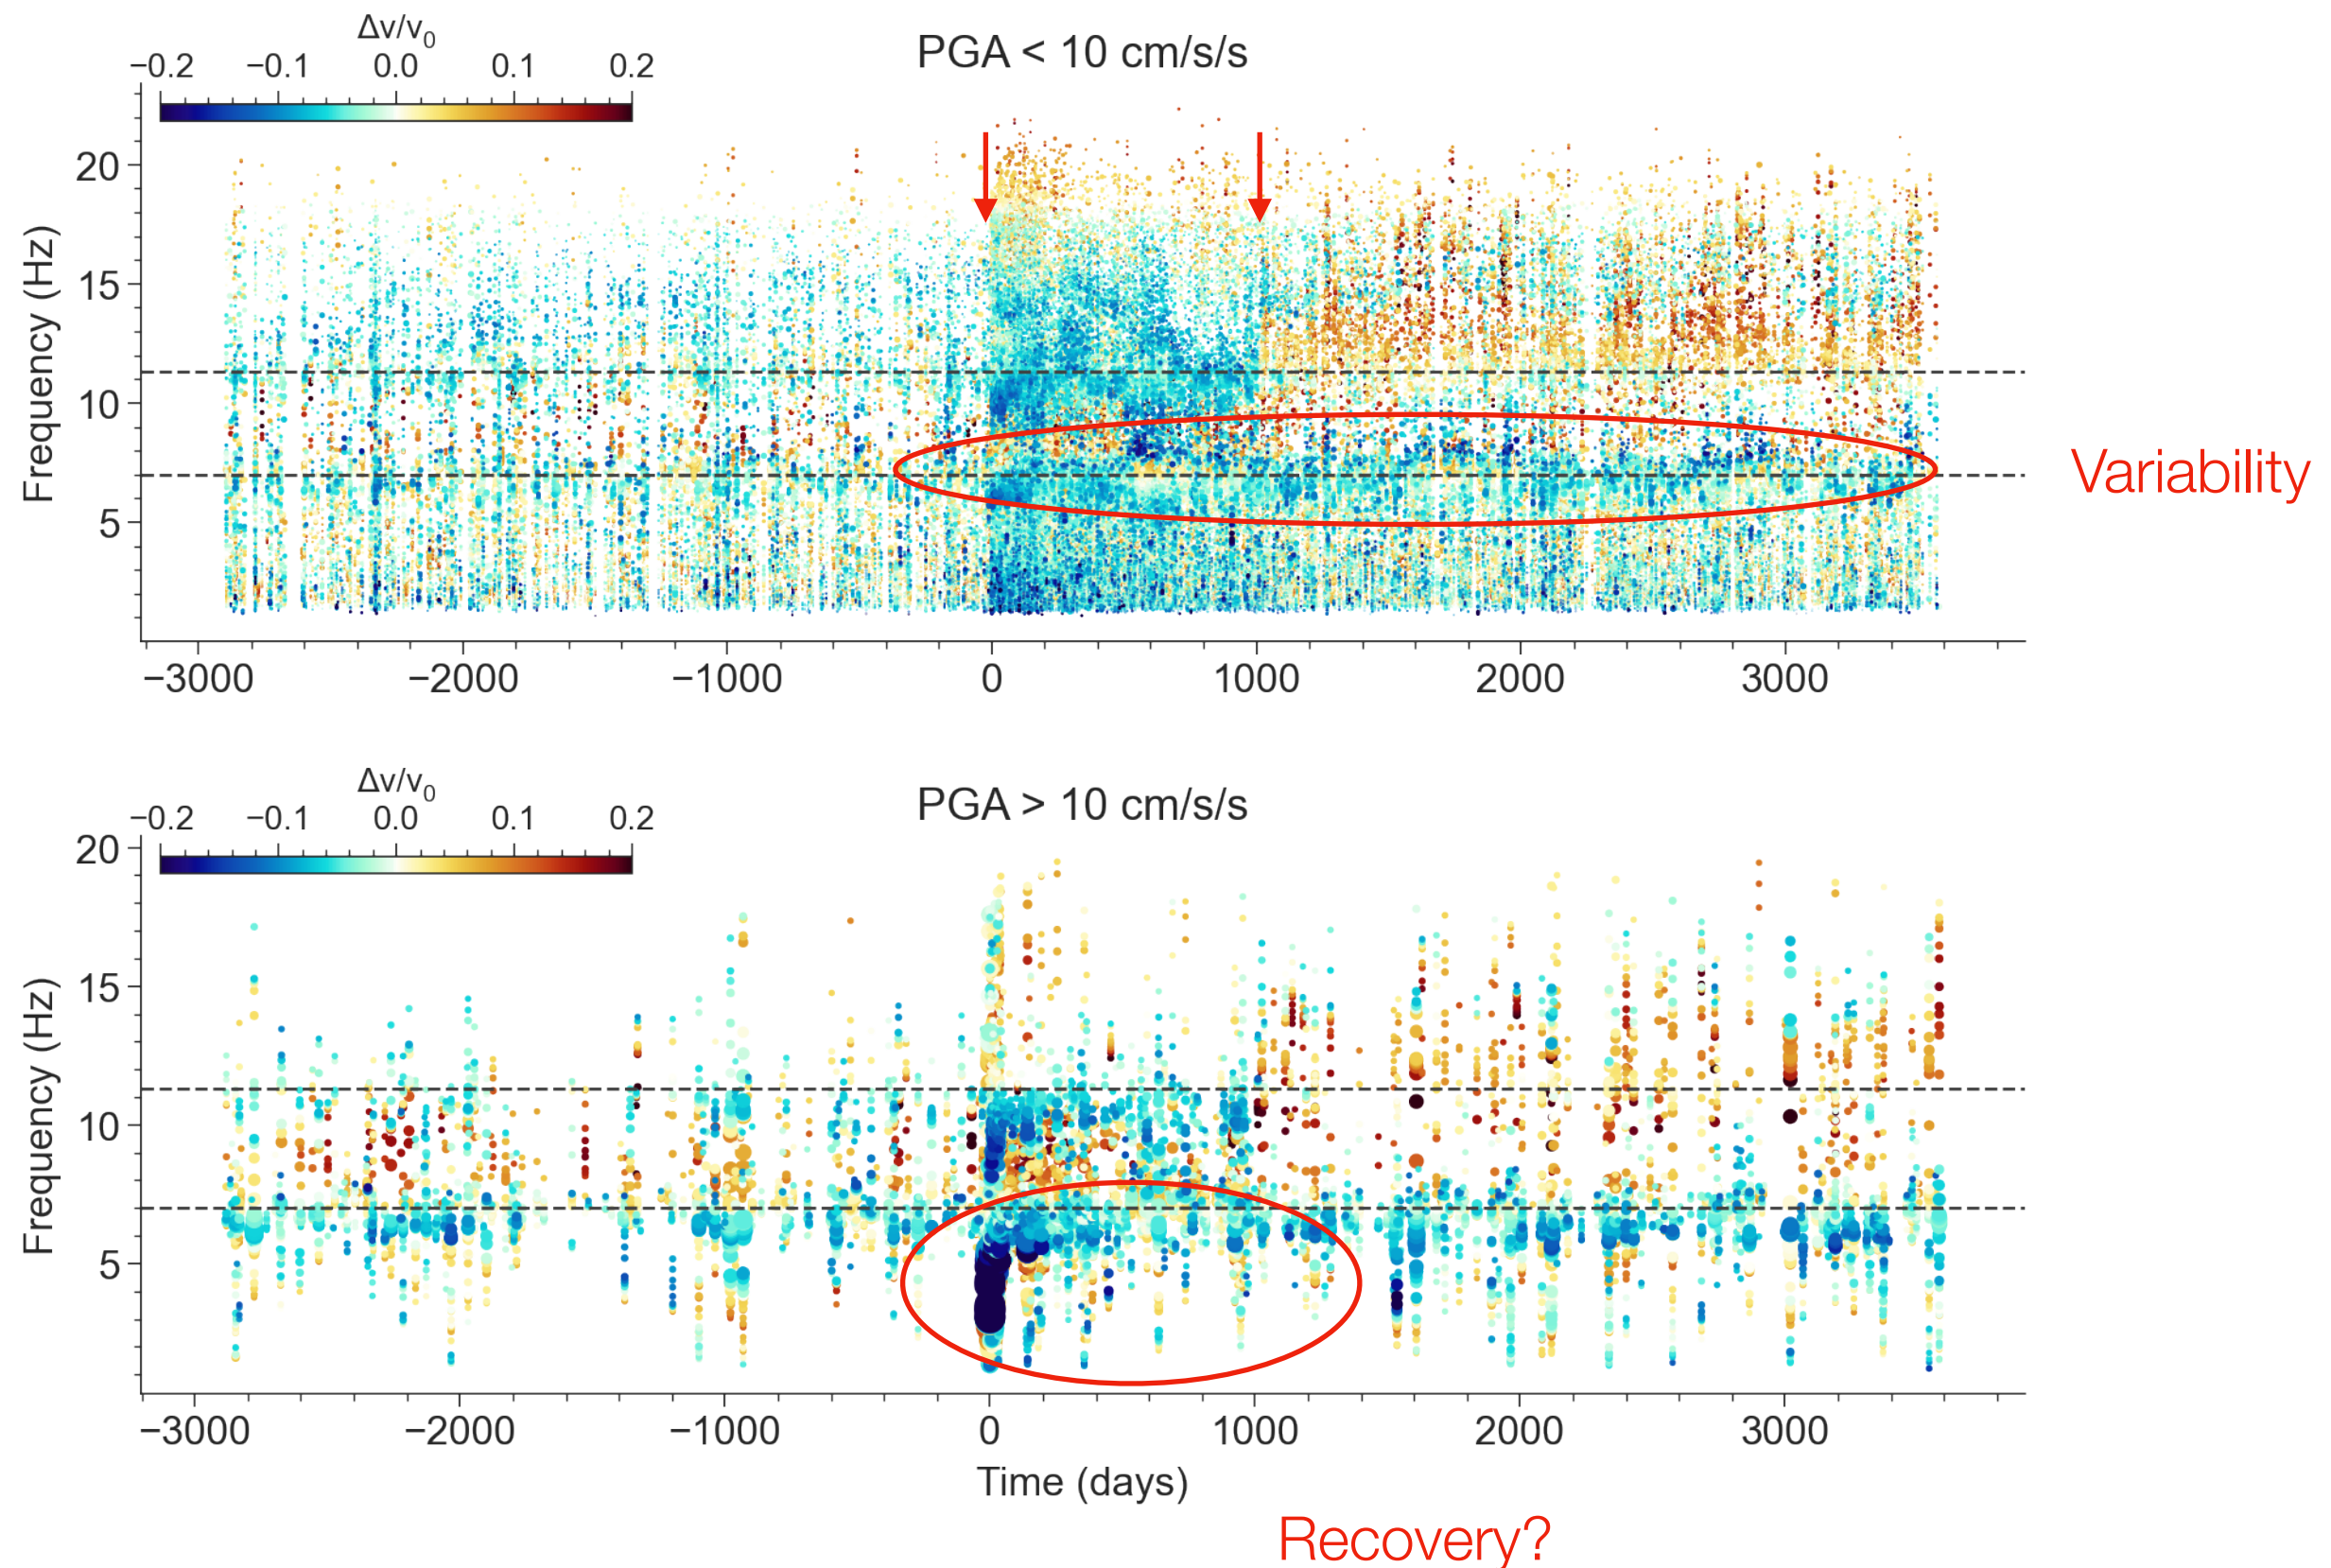 Δv/v0
−0.2 −0.1 0.0 0.1 0.2
PGA < 10 cm/s/s
Frequency (Hz)
20
15
10
5
−3000 −2000 −1000 0 1000 2000 3000
Variability
Δv/v0
−0.2 −0.1 0.0 0.1 0.2
PGA > 10 cm/s/s
Frequency (Hz)
20
15
10
5
−3000 −2000 −1000 0 1000 2000 3000
Time (days)
Recovery?